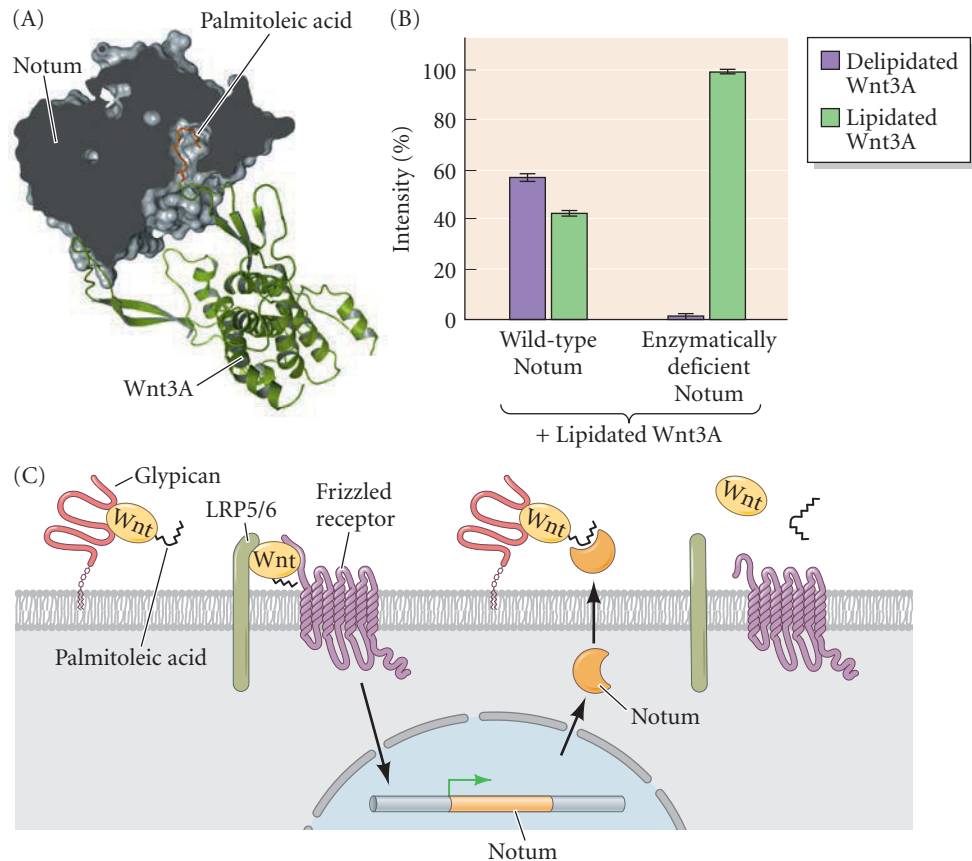 (A)
Palmitoleic acid
Notum
Wnt3A
(B)
Intensity (%)
100
80
60
40
20
0
Wild-type
Notum
Enzymatically
deficient
Notum
+ Lipidated Wnt3A
Delipidated
Wnt3A
Lipidated
Wnt3A
(C)
Glypican
Wnt
Palmitoleic acid
LRP5/6
Wnt
Frizzled
receptor
Wnt
Notum
Wnt
Notum